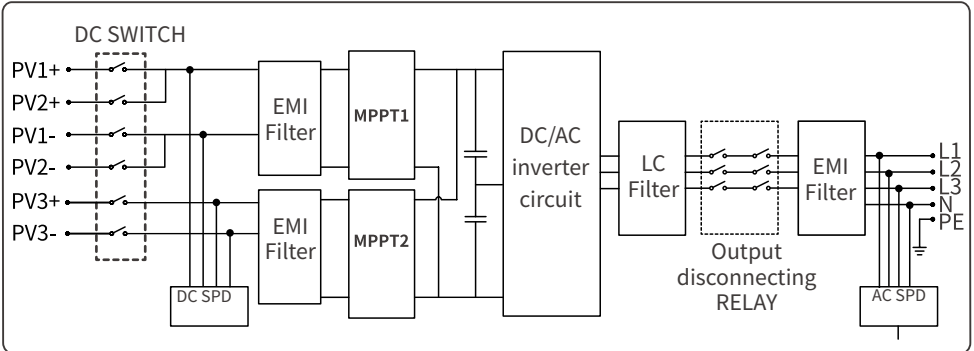 DC SWITCH
PV1+
PV2+
PV1-
PV2-
PV3+
PV3-
EMI
Filter
MPPT1
EMI
Filter
MPPT2
DC SPD
DC/AC
inverter
circuit
LC
Filter
Output
disconnecting
RELAY
EMI
Filter
L1
L2
L3
N
PE
AC SPD